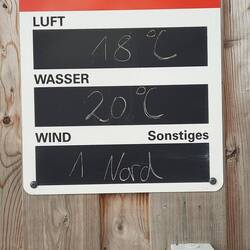 LUFT
18 °C
WASSER
20 °C
WIND Sonstiges
1 Nord